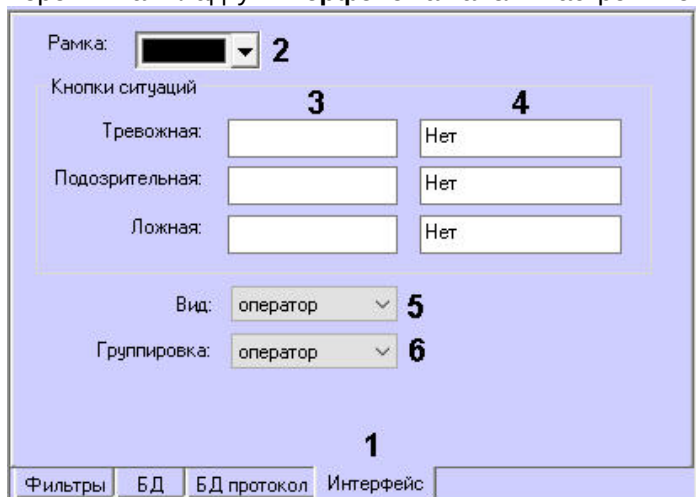 Рамка: 2
Кнопки ситуаций
3 4
Тревожная: Нет
Подозрительная: Нет
Ложная: Нет
Вид: оператор 5
Группировка: оператор 6
1
Фильтры БД БД протокол Интерфейс